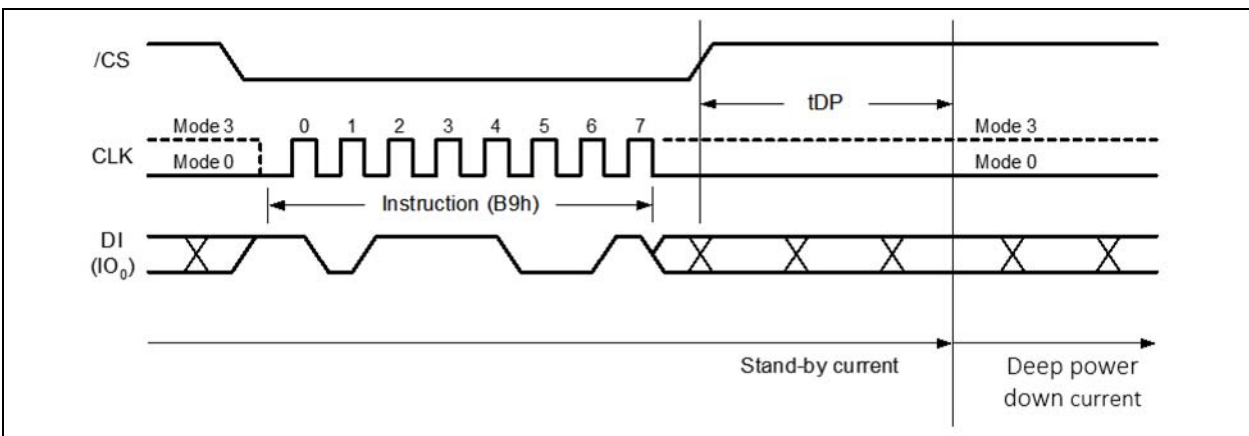 /CS
tDP
Mode 3
0 1 2 3 4 5 6 7
Mode 3
CLK
Mode 0
Mode 0
Instruction (B9h)
DI
(IO₀)
Stand-by current
Deep power
down current